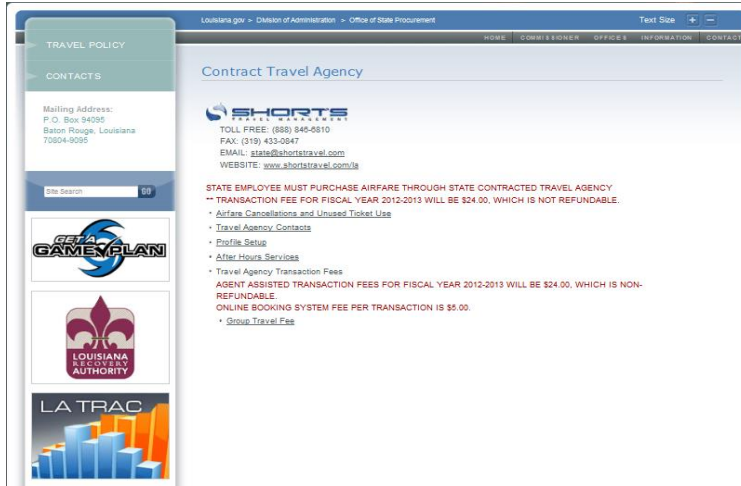 Louisiana.gov > Division of Administration > Office of State Procurement
Text Size + −
HOME COMMISSIONER OFFICES INFORMATION CONTACT
TRAVEL POLICY
CONTACTS
Mailing Address:
P.O. Box 94095
Baton Rouge, Louisiana
70804-9095
Site Search GO
GET A
GAME PLAN
LOUISIANA
RECOVERY
AUTHORITY
LA TRAC
Contract Travel Agency
SHORT'S
TRAVEL MANAGEMENT
TOLL FREE: (888) 846-6810
FAX: (319) 433-0847
EMAIL: state@shortstravel.com
WEBSITE: www.shortstravel.com/la
STATE EMPLOYEE MUST PURCHASE AIRFARE THROUGH STATE CONTRACTED TRAVEL AGENCY
** TRANSACTION FEE FOR FISCAL YEAR 2012-2013 WILL BE $24.00, WHICH IS NOT REFUNDABLE.
• Airfare Cancellations and Unused Ticket Use
• Travel Agency Contacts
• Profile Setup
• After Hours Services
• Travel Agency Transaction Fees
AGENT ASSISTED TRANSACTION FEES FOR FISCAL YEAR 2012-2013 WILL BE $24.00, WHICH IS NON-
REFUNDABLE.
ONLINE BOOKING SYSTEM FEE PER TRANSACTION IS $5.00.
• Group Travel Fee